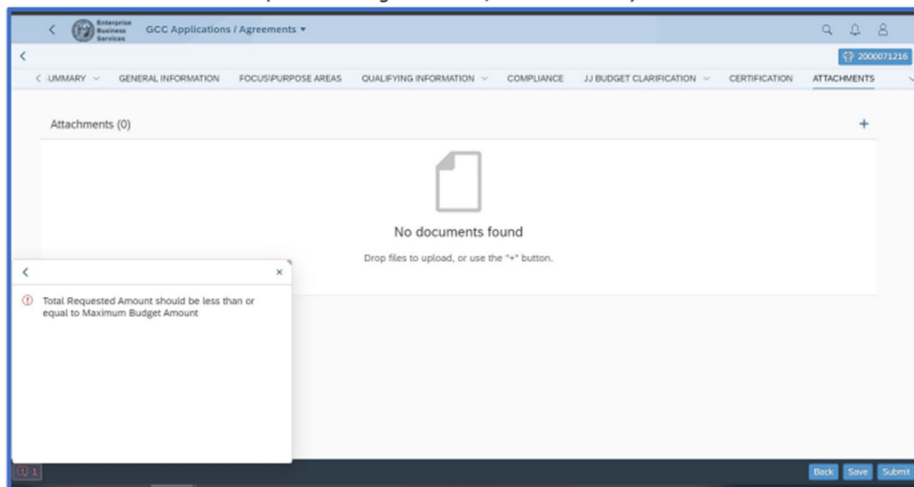 Enterprise
Business
Services
GCC Applications / Agreements
2000071216
UMMARY
GENERAL INFORMATION
FOCUS\PURPOSE AREAS
QUALIFYING INFORMATION
COMPLIANCE
JJ BUDGET CLARIFICATION
CERTIFICATION
ATTACHMENTS
Attachments (0)
No documents found
Drop files to upload, or use the "+" button.
Total Requested Amount should be less than or
equal to Maximum Budget Amount
1
Back
Save
Submit